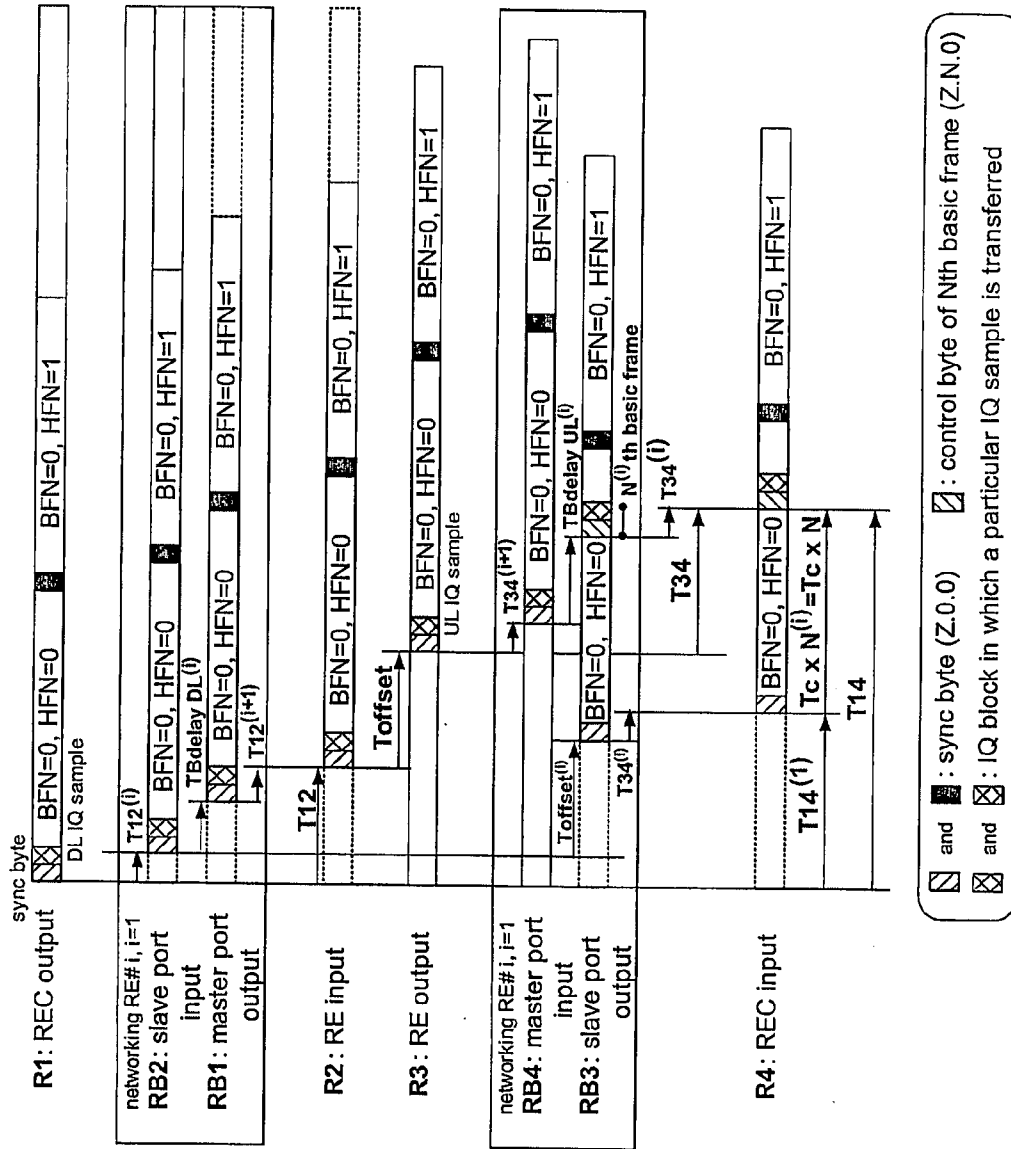 sync byte
R1: REC output
BFN=0, HFN=0
BFN=0, HFN=1
DL IQ sample
networking RE# i, i=1
T12(i)
RB2: slave port
input
BFN=0, HFN=0
BFN=0, HFN=1
TBdelay DL(i)
RB1: master port
output
BFN=0, HFN=0
BFN=0, HFN=1
T12(i+1)
R2: RE input
T12
BFN=0, HFN=0
BFN=0, HFN=1
Toffset
R3: RE output
BFN=0, HFN=0
BFN=0, HFN=1
UL IQ sample
networking RE# i, i=1
T34(i+1)
RB4: master port
input
BFN=0, HFN=0
BFN=0, HFN=1
TBdelay UL(i)
RB3: slave port
output
Toffset(i)
BFN=0, HFN=0
BFN=0, HFN=1
N(i)th basic frame
T34(i)
T34(i)
T34
R4: REC input
BFN=0, HFN=0
BFN=0, HFN=1
T14(1)
Tc x N(i)=Tc x N
T14
and : sync byte (Z.0.0) : control byte of Nth basic frame (Z.N.0)
and : IQ block in which a particular IQ sample is transferred